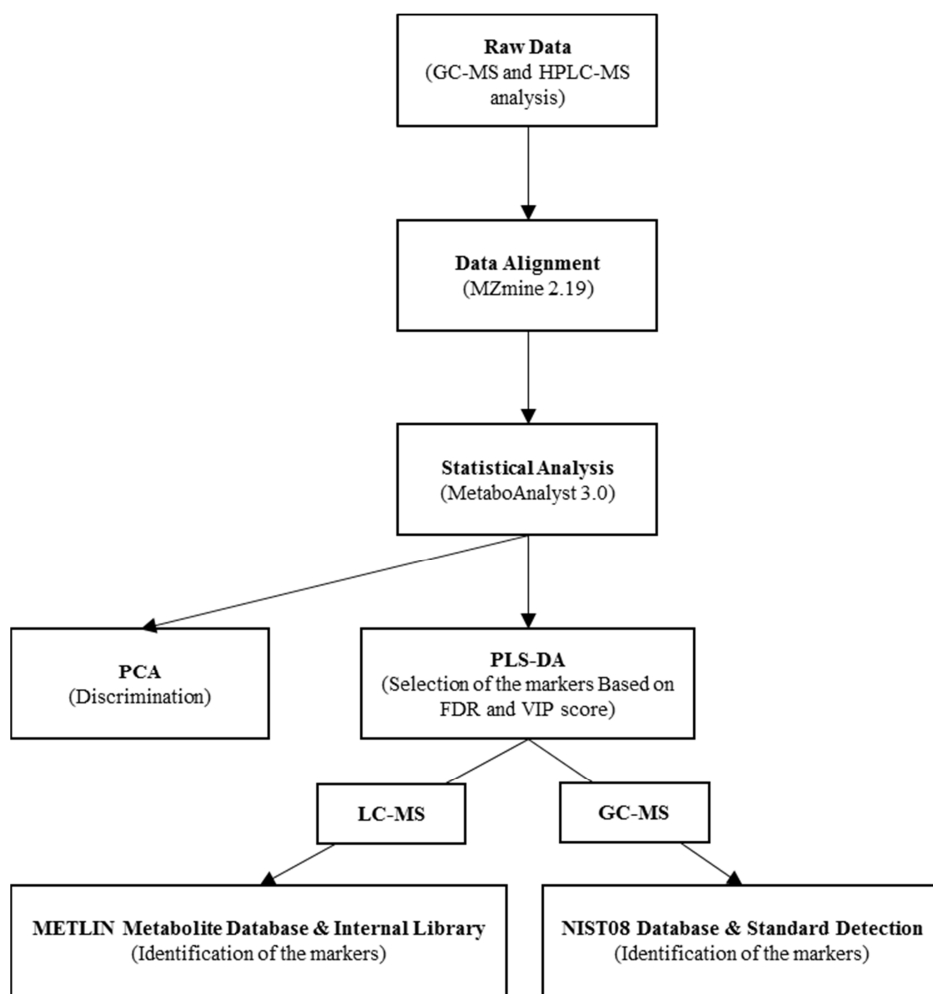 Raw Data
(GC-MS and HPLC-MS
analysis)
Data Alignment
(MZmine 2.19)
Statistical Analysis
(MetaboAnalyst 3.0)
PCA
(Discrimination)
PLS-DA
(Selection of the markers Based on
FDR and VIP score)
LC-MS
GC-MS
METLIN Metabolite Database & Internal Library
(Identification of the markers)
NIST08 Database & Standard Detection
(Identification of the markers)